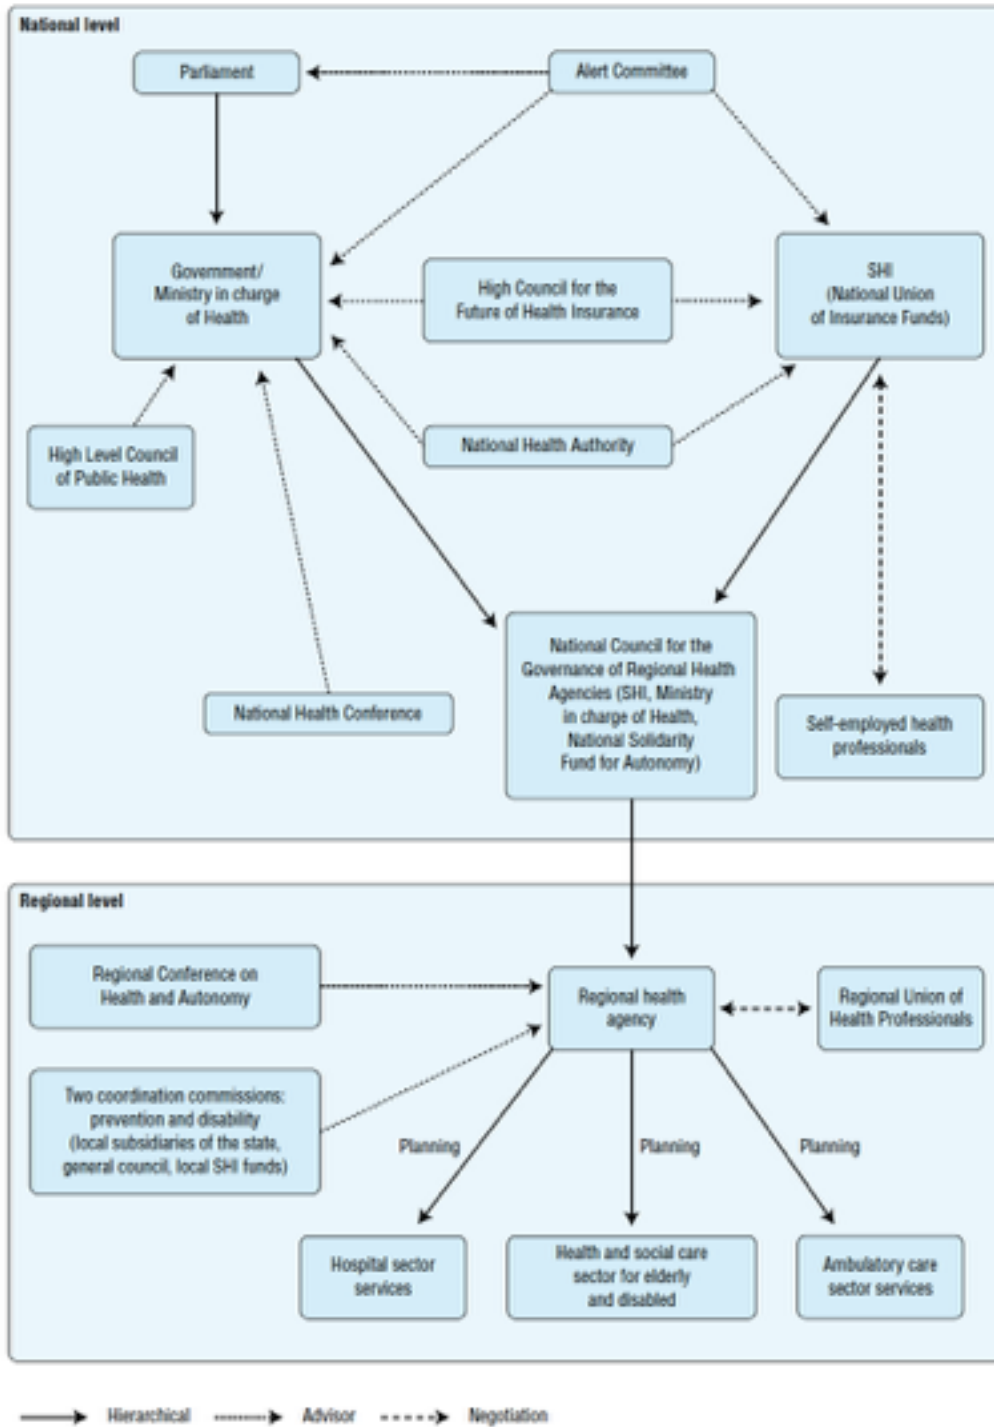 National level
Parliament
Alert Committee
Government/
Ministry in charge
of Health
High Council for the
Future of Health Insurance
SHI
(National Union
of Insurance Funds)
High Level Council
of Public Health
National Health Authority
National Health Conference
National Council for the
Governance of Regional Health
Agencies (SHI, Ministry
in charge of Health,
National Solidarity
Fund for Autonomy)
Self-employed health
professionals
Regional level
Regional Conference on
Health and Autonomy
Regional health
agency
Regional Union of
Health Professionals
Two coordination commissions:
prevention and disability
(local subsidiaries of the state,
general council, local SHI funds)
Planning
Planning
Planning
Hospital sector
services
Health and social care
sector for elderly
and disabled
Ambulatory care
sector services
Hierarchical
Advisor
Negotiation